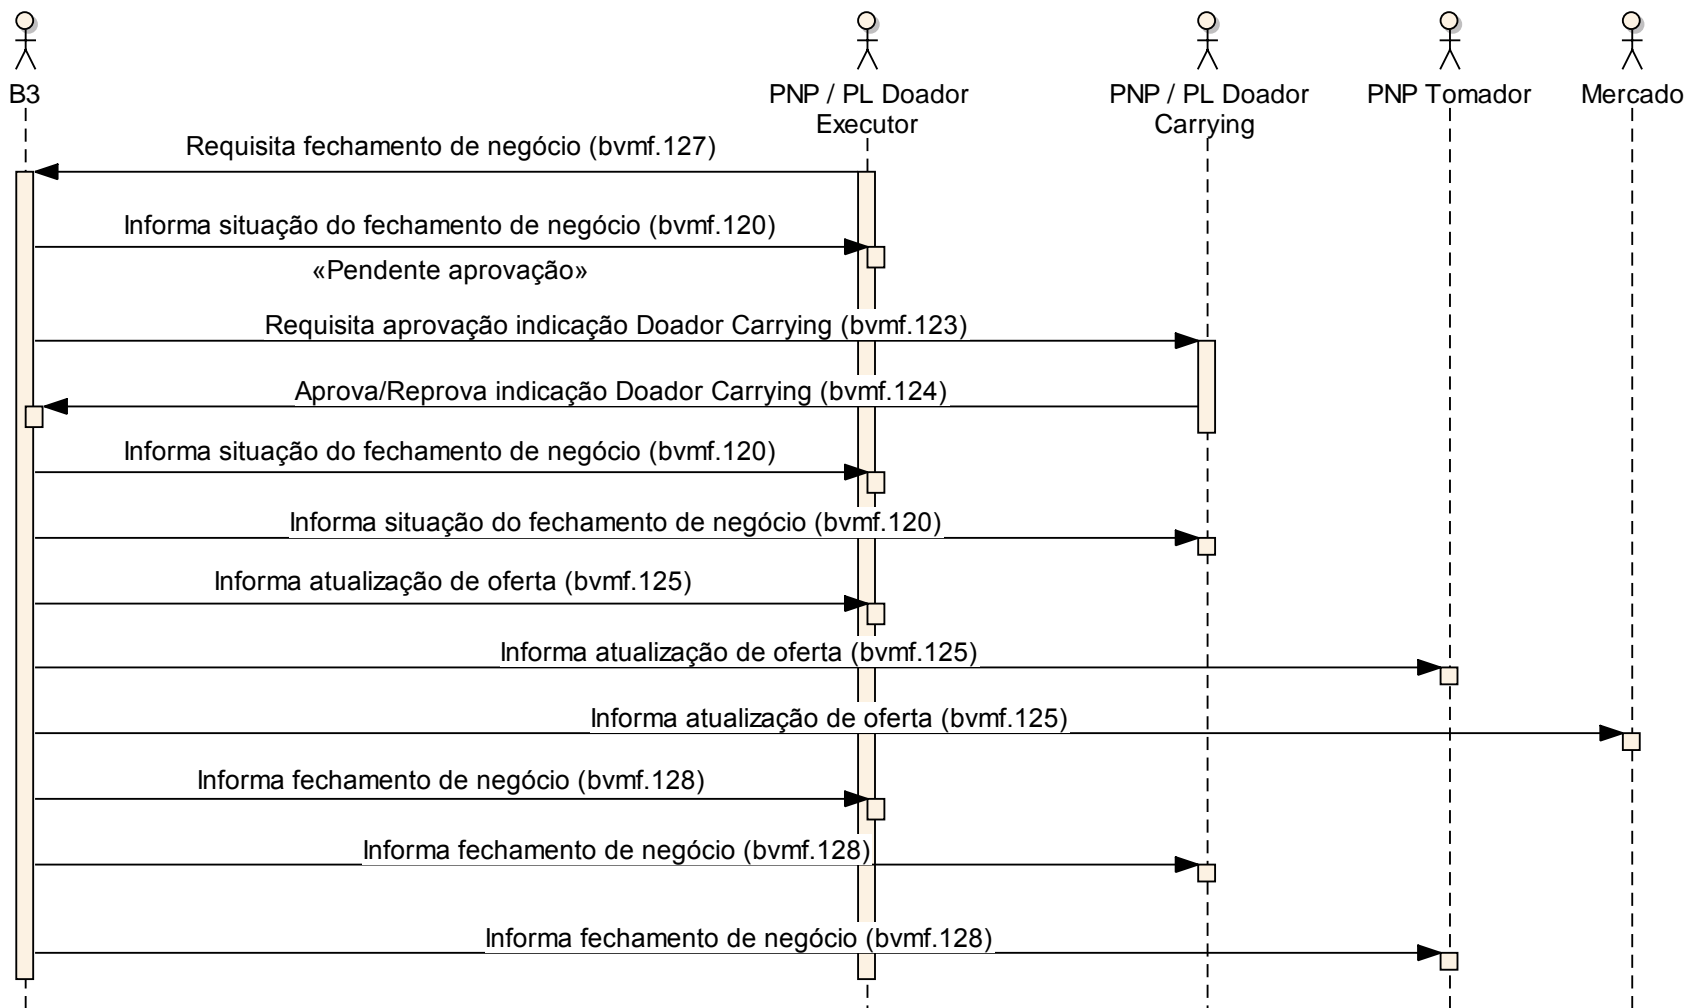 B3
PNP / PL Doador
Executor
PNP / PL Doador
Carrying
PNP Tomador
Mercado
Requisita fechamento de negócio (bvmf.127)
Informa situação do fechamento de negócio (bvmf.120)
«Pendente aprovação»
Requisita aprovação indicação Doador Carrying (bvmf.123)
Aprova/Reprova indicação Doador Carrying (bvmf.124)
Informa situação do fechamento de negócio (bvmf.120)
Informa situação do fechamento de negócio (bvmf.120)
Informa atualização de oferta (bvmf.125)
Informa atualização de oferta (bvmf.125)
Informa atualização de oferta (bvmf.125)
Informa fechamento de negócio (bvmf.128)
Informa fechamento de negócio (bvmf.128)
Informa fechamento de negócio (bvmf.128)